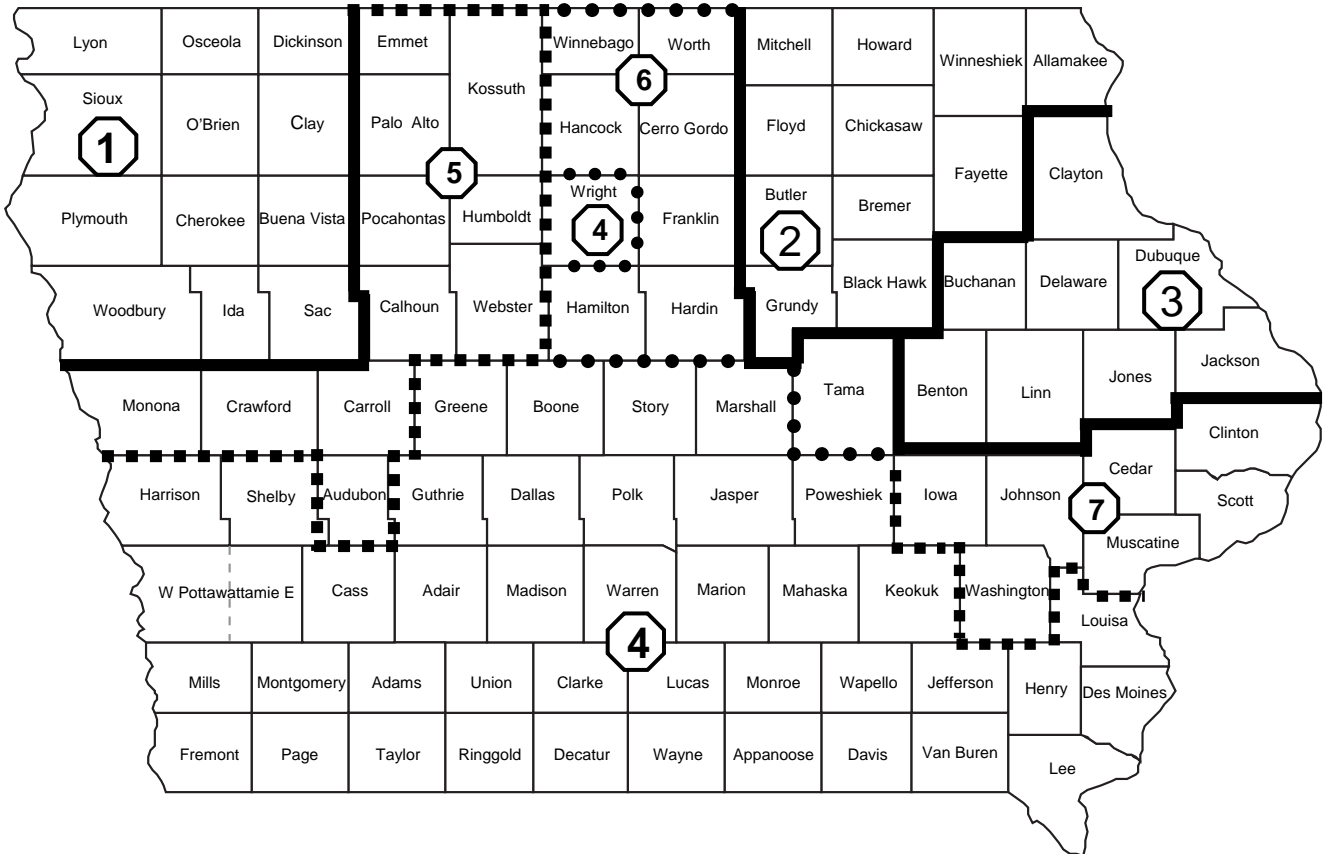 Lyon Osceola Dickinson Emmet Winnebago Worth Mitchell Howard
Winneshiek Allamakee
Kossuth 6
Sioux
1 O'Brien Clay Palo Alto Hancock Cerro Gordo Floyd Chickasaw
5 Fayette Clayton
Wright Butler
Plymouth Cherokee Buena Vista Pocahontas Humboldt 4 Franklin 2 Bremer
Dubuque
Woodbury Ida Sac Calhoun Webster Hamilton Hardin Grundy Black Hawk Buchanan Delaware 3
Jackson
Monona Crawford Carroll Greene Boone Story Marshall Tama Benton Linn Jones
Clinton
Harrison Shelby Audubon Guthrie Dallas Polk Jasper Poweshiek Iowa Johnson Cedar
7 Scott
Muscatine
W Pottawattamie E Cass Adair Madison Warren Marion Mahaska Keokuk Washington
Louisa
4
Mills Montgomery Adams Union Clarke Lucas Monroe Wapello Jefferson Henry Des Moines
Fremont Page Taylor Ringgold Decatur Wayne Appanoose Davis Van Buren
Lee